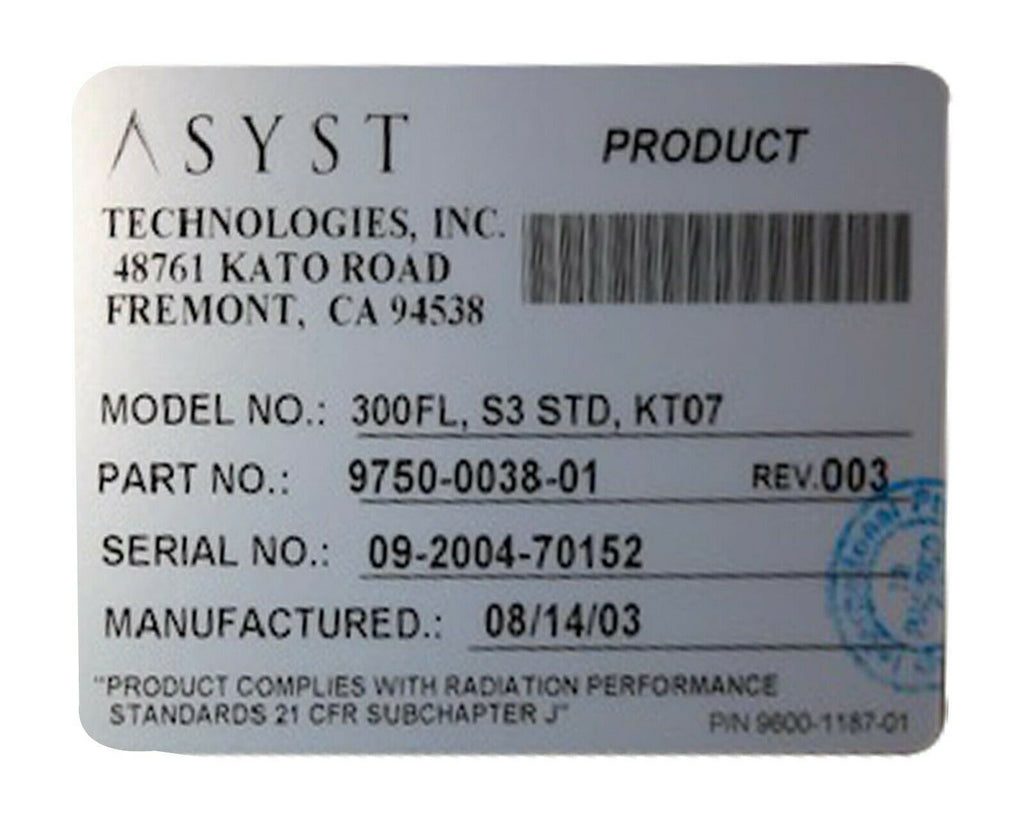 ASYST
PRODUCT
TECHNOLOGIES, INC.
48761 KATO ROAD
FREMONT, CA 94538
MODEL NO.: 300FL, S3 STD, KT07
PART NO.: 9750-0038-01 REV.003
SERIAL NO.: 09-2004-70152
MANUFACTURED.: 08/14/03
"PRODUCT COMPLIES WITH RADIATION PERFORMANCE
STANDARDS 21 CFR SUBCHAPTER J"
P/N 9600-1187-01